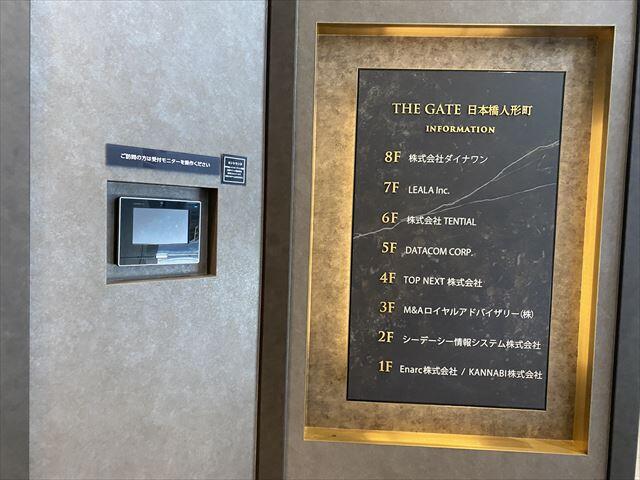 ご訪問の方は受付モニターを操作ください
THE GATE 日本橋人形町
INFORMATION
8F 株式会社ダイナワン
7F LEALA Inc.
6F 株式会社 TENTIAL
5F DATACOM CORP.
4F TOP NEXT 株式会社
3F M&Aロイヤルアドバイザリー(株)
2F シーデーシー情報システム株式会社
1F Enarc株式会社 / KANNABI株式会社